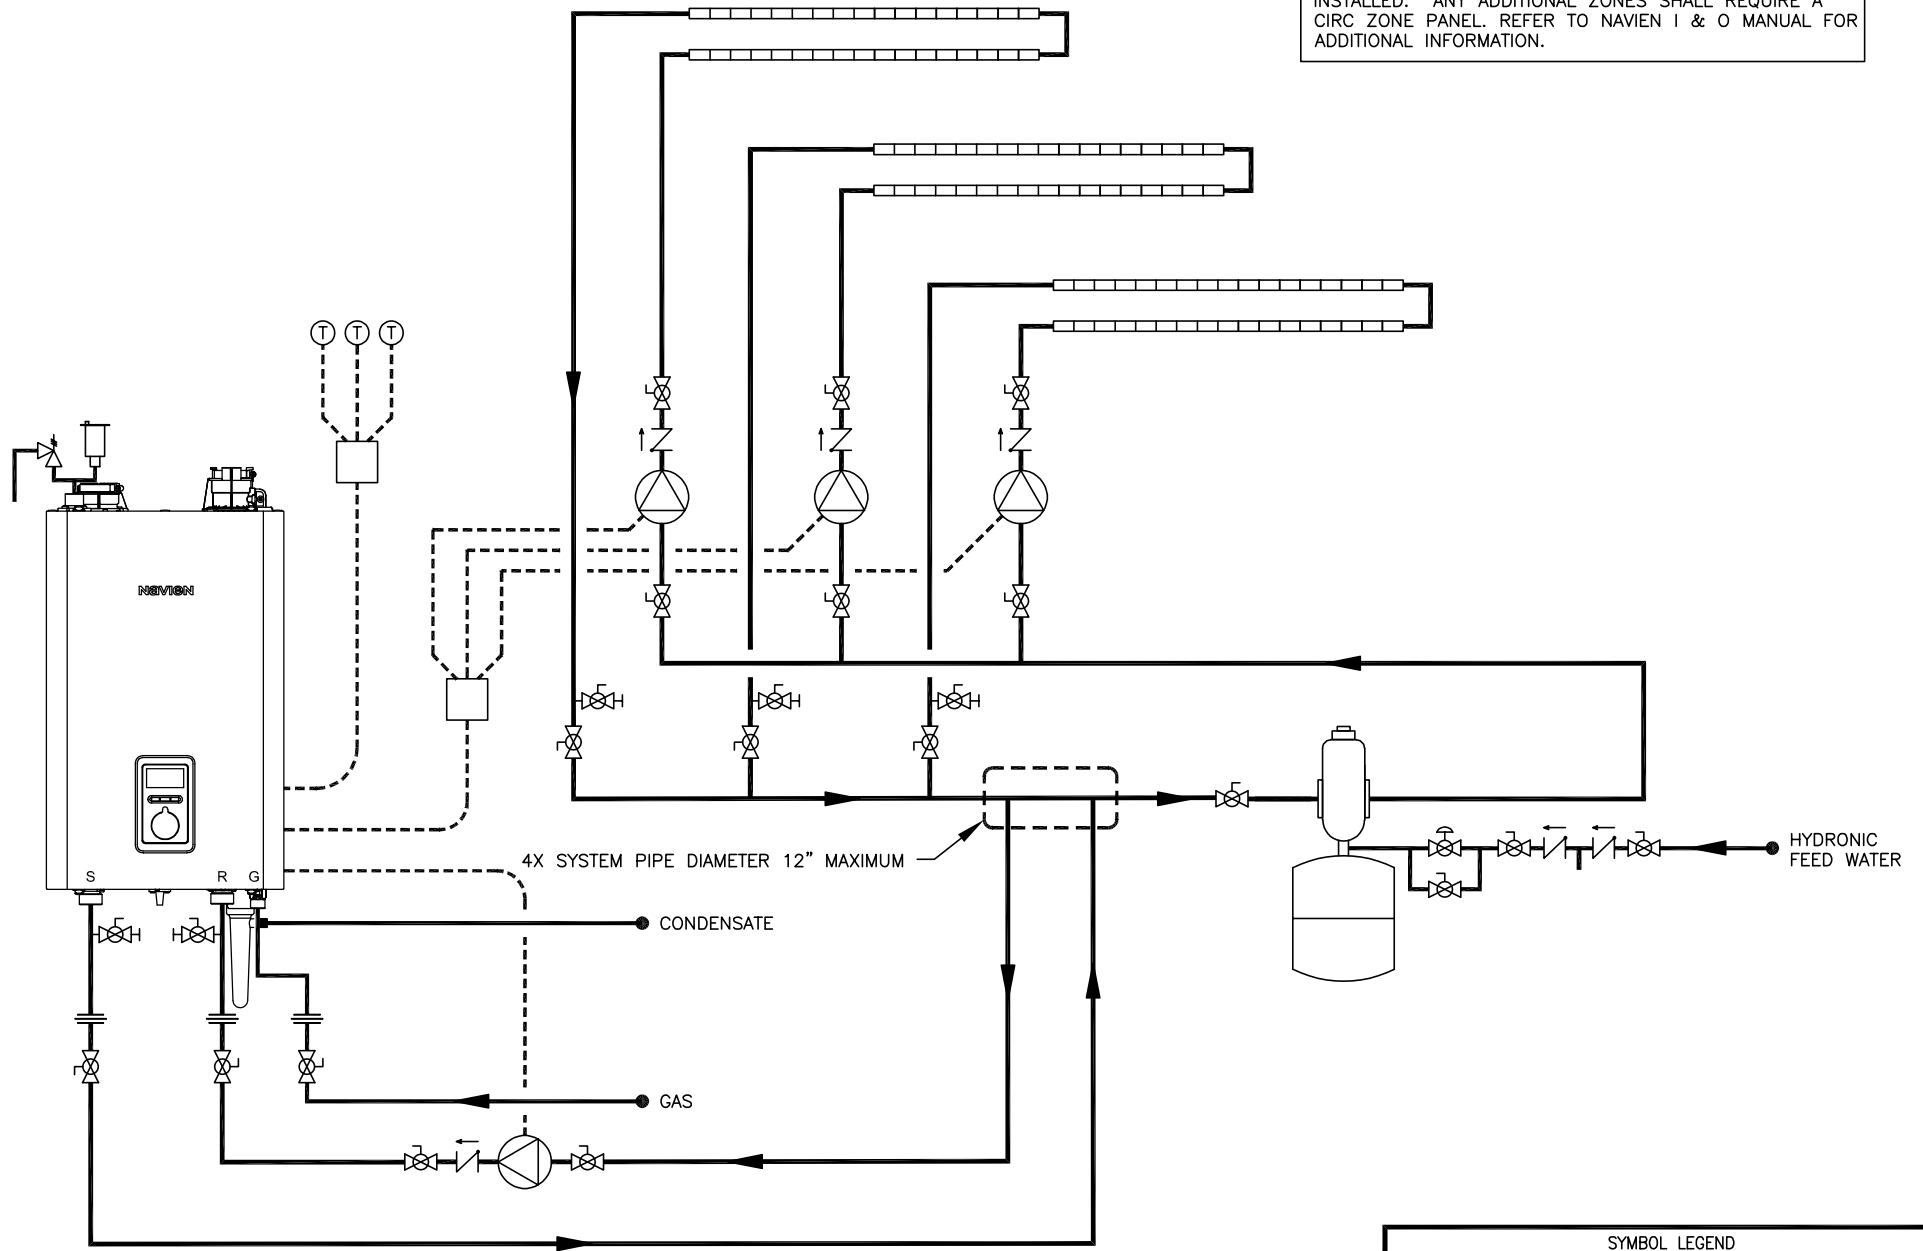 INSTALLED. ANY ADDITIONAL ZONES SHALL REQUIRE A
CIRC ZONE PANEL. REFER TO NAVIEN I & O MANUAL FOR
ADDITIONAL INFORMATION.
T T T
NAVIEN
S R G
4X SYSTEM PIPE DIAMETER 12" MAXIMUM
HYDRONIC
FEED WATER
CONDENSATE
GAS
SYMBOL LEGEND